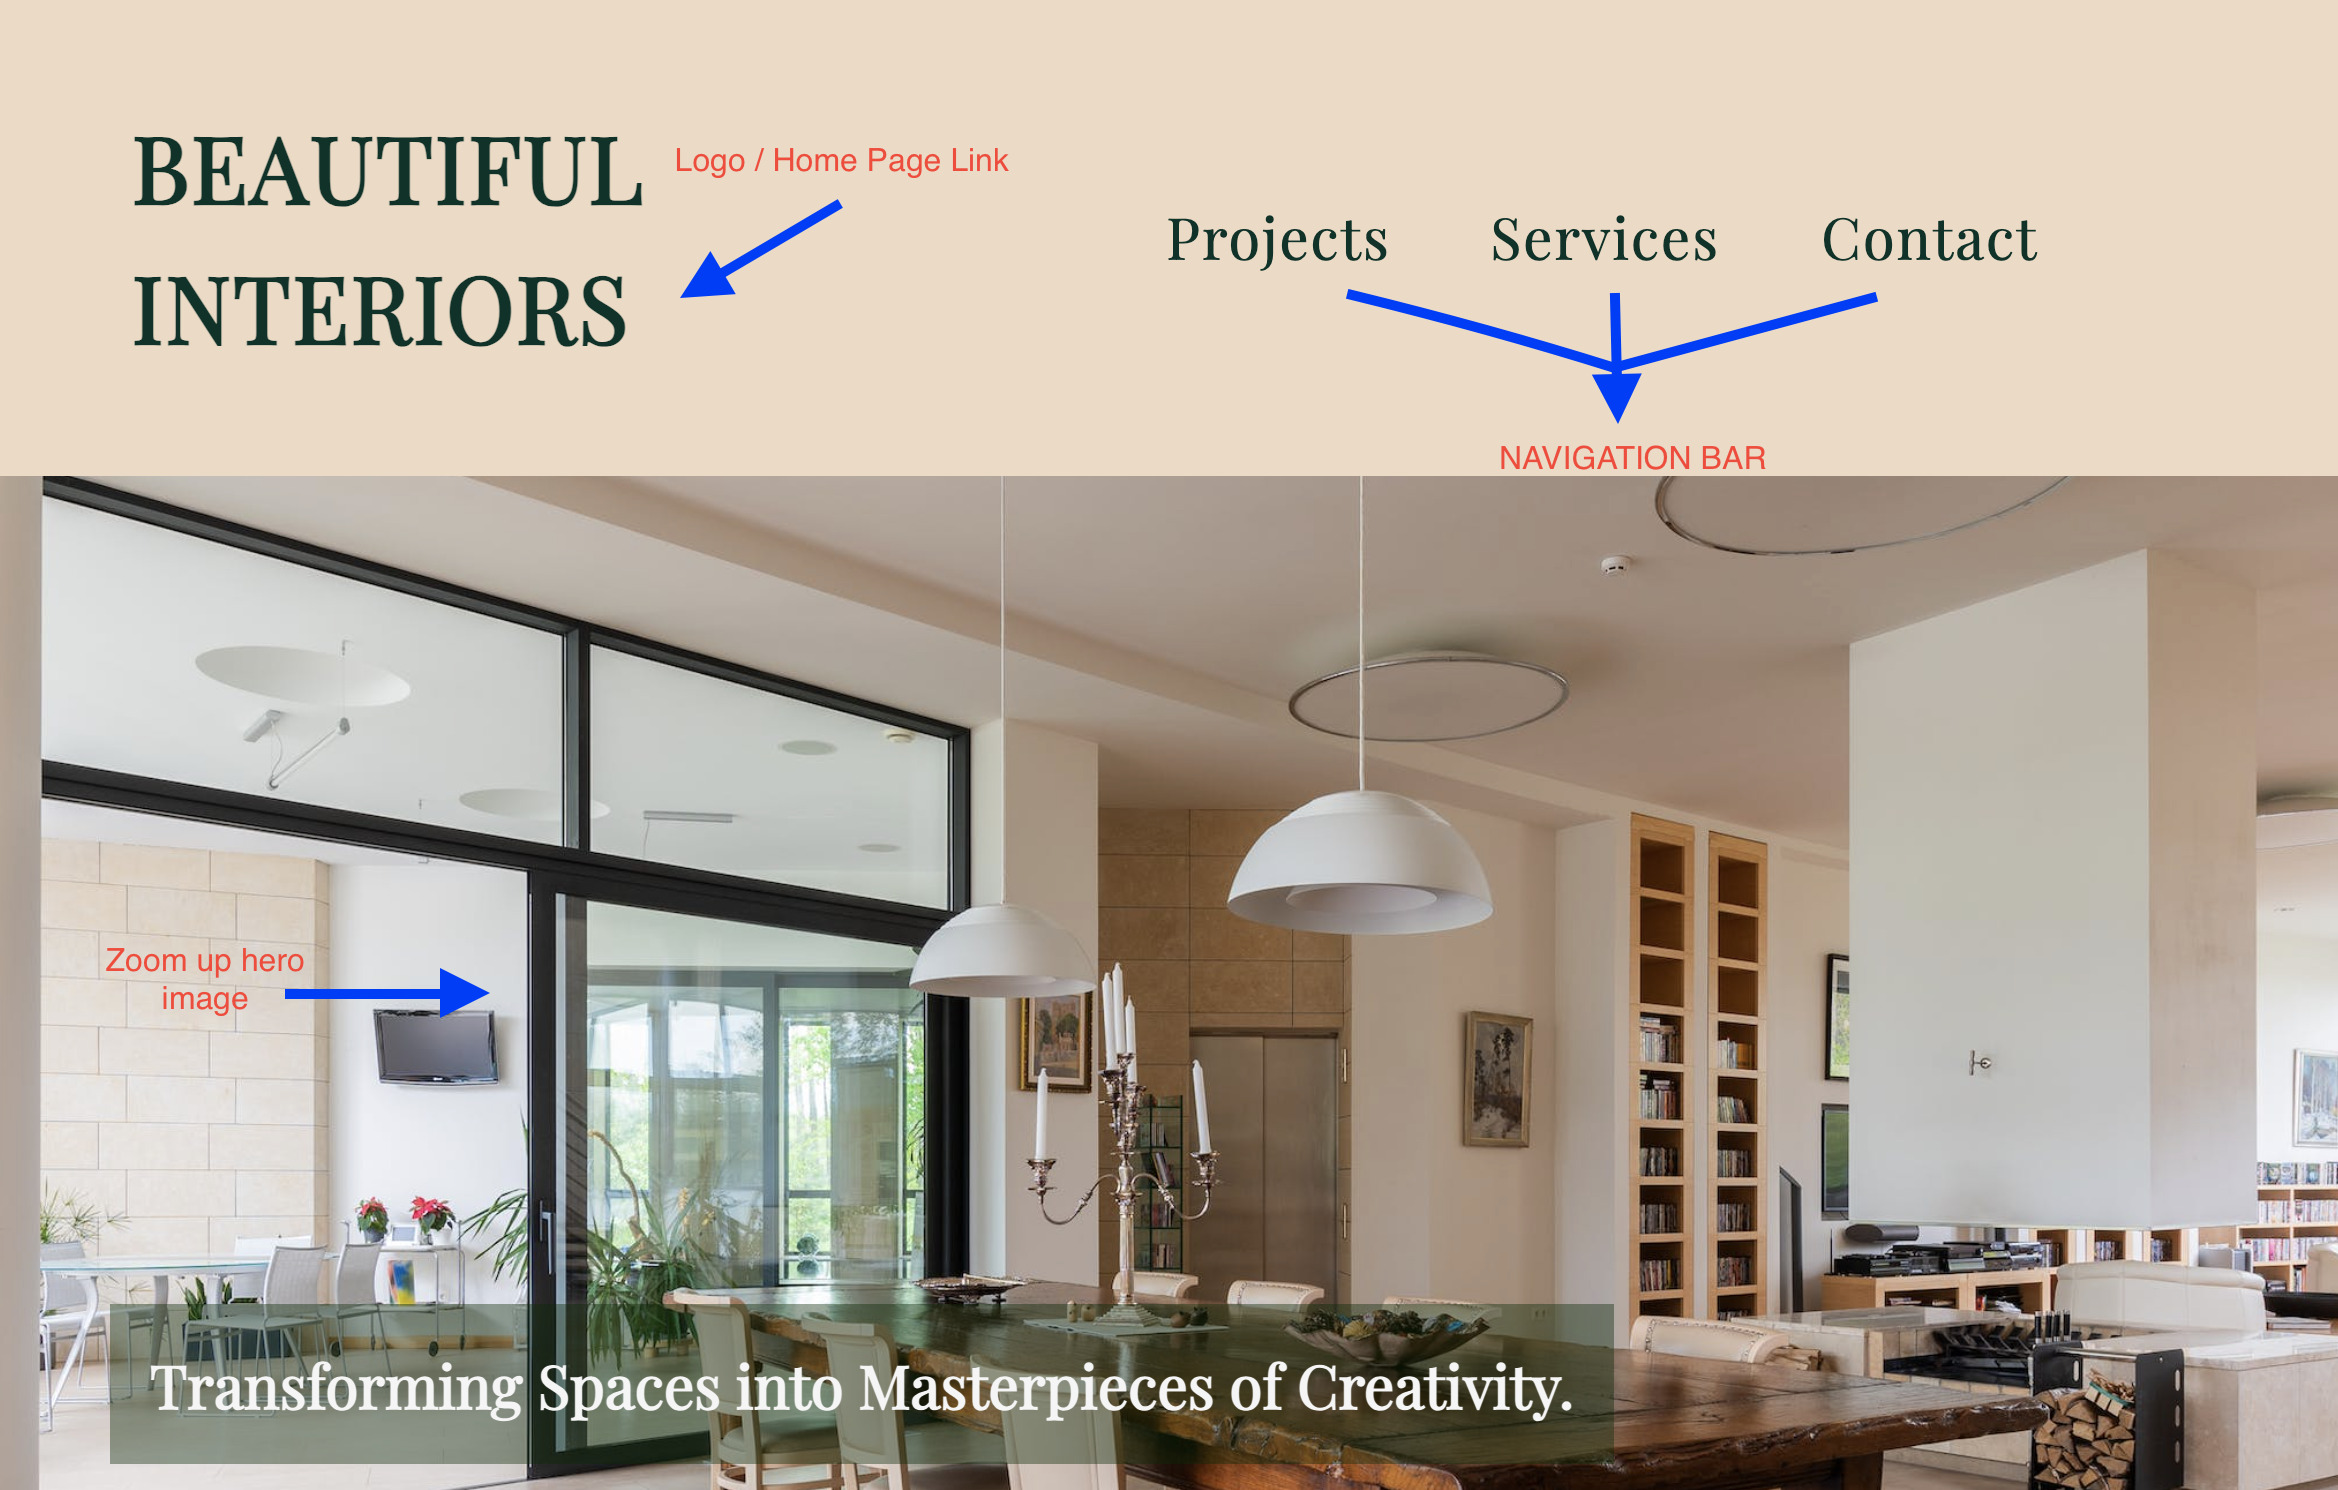 BEAUTIFUL
INTERIORS
Logo / Home Page Link
Projects
Services
Contact
NAVIGATION BAR
Zoom up hero
image
Transforming Spaces into Masterpieces of Creativity.